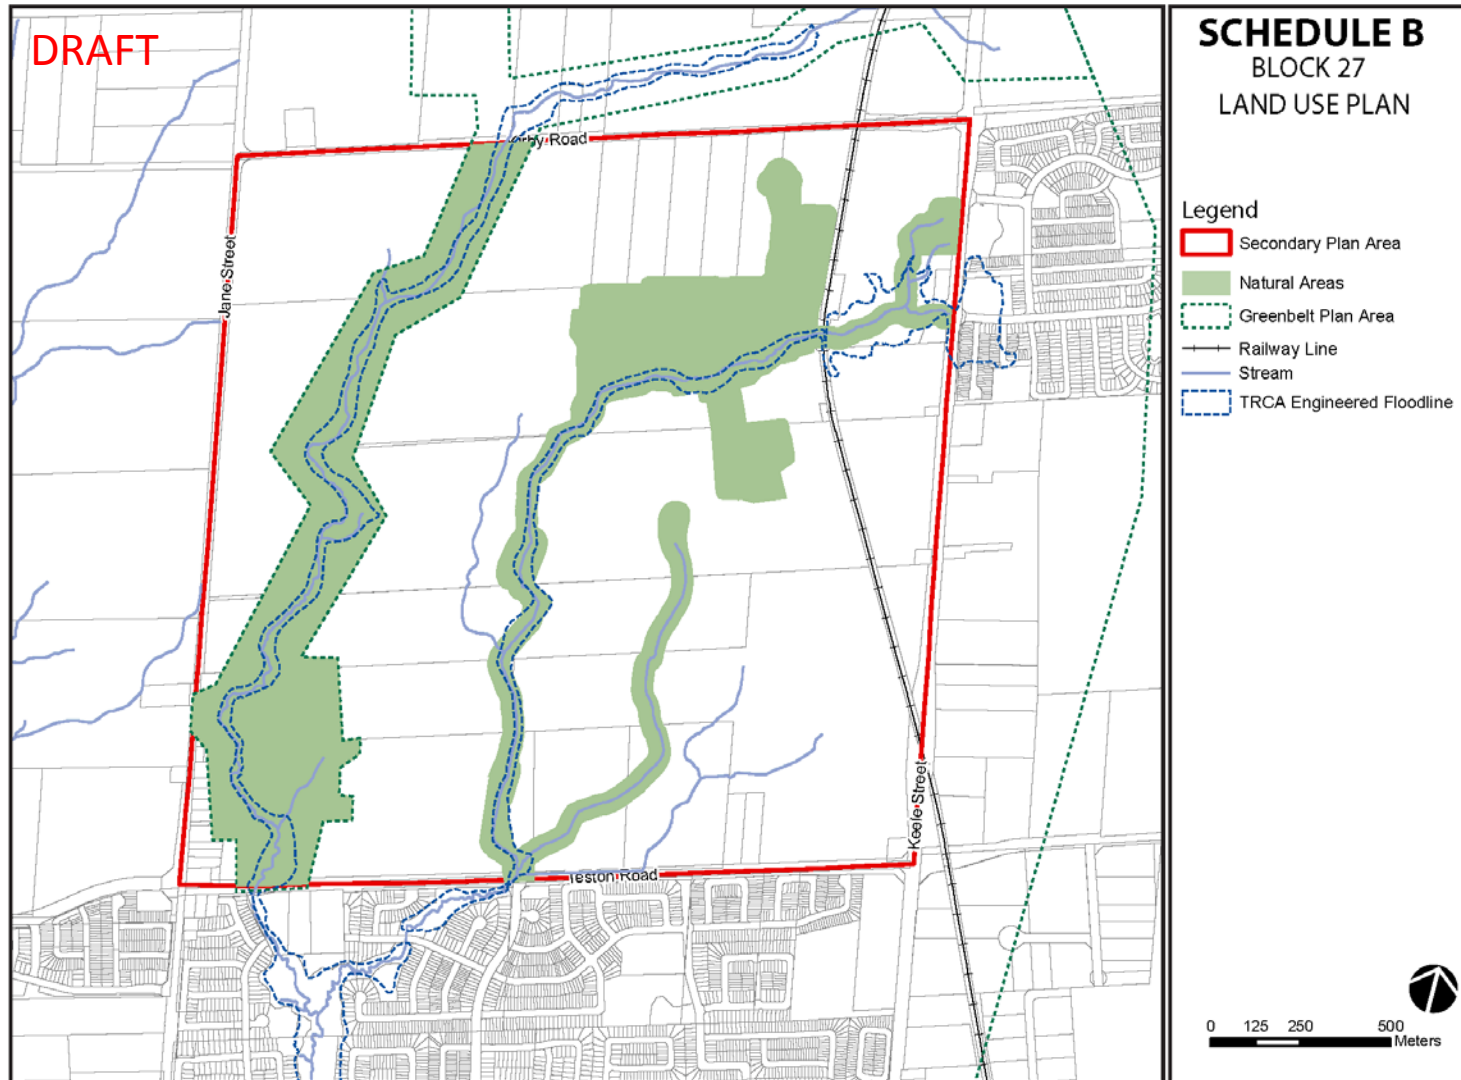 DRAFT
SCHEDULE B
BLOCK 27
LAND USE PLAN
Legend
Secondary Plan Area
Natural Areas
Greenbelt Plan Area
Railway Line
Stream
TRCA Engineered Floodline
Road
Jane Street
Keele Street
Teston Road
0 125 250 500
Meters